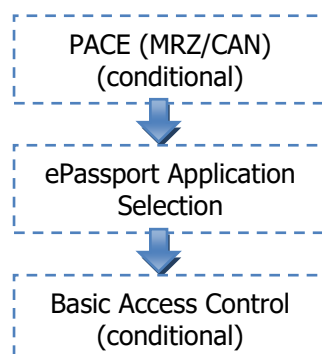 PACE (MRZ/CAN)
(conditional)
ePassport Application
Selection
Basic Access Control
(conditional)